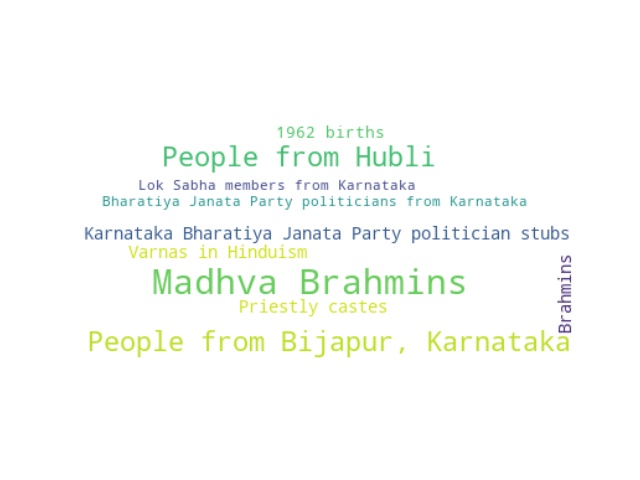 1962 births
People from Hubli
Lok Sabha members from Karnataka
Bharatiya Janata Party politicians from Karnataka
Karnataka Bharatiya Janata Party politician stubs
Varnas in Hinduism
Madhva Brahmins
Priestly castes
Brahmins
People from Bijapur, Karnataka